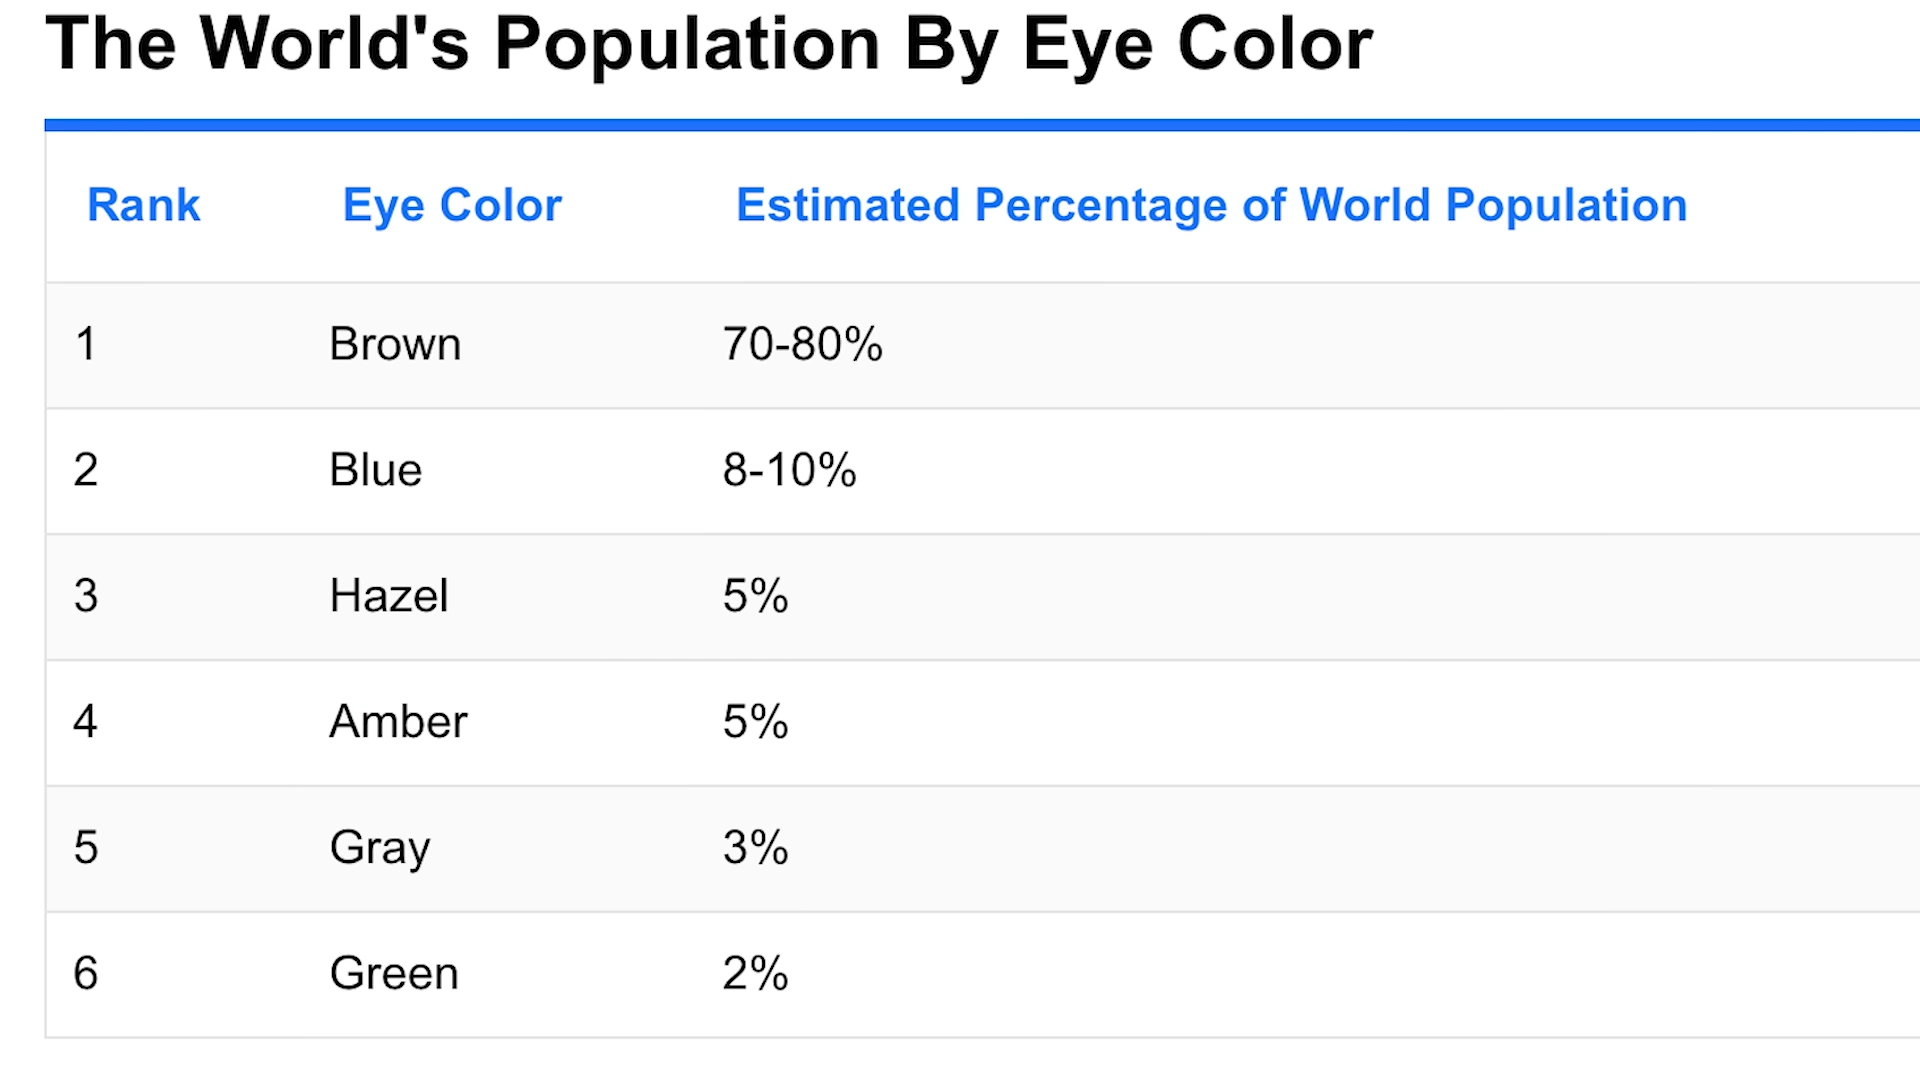 The World's Population By Eye Color
Rank Eye Color Estimated Percentage of World Population
1 Brown 70-80%
2 Blue 8-10%
3 Hazel 5%
4 Amber 5%
5 Gray 3%
6 Green 2%